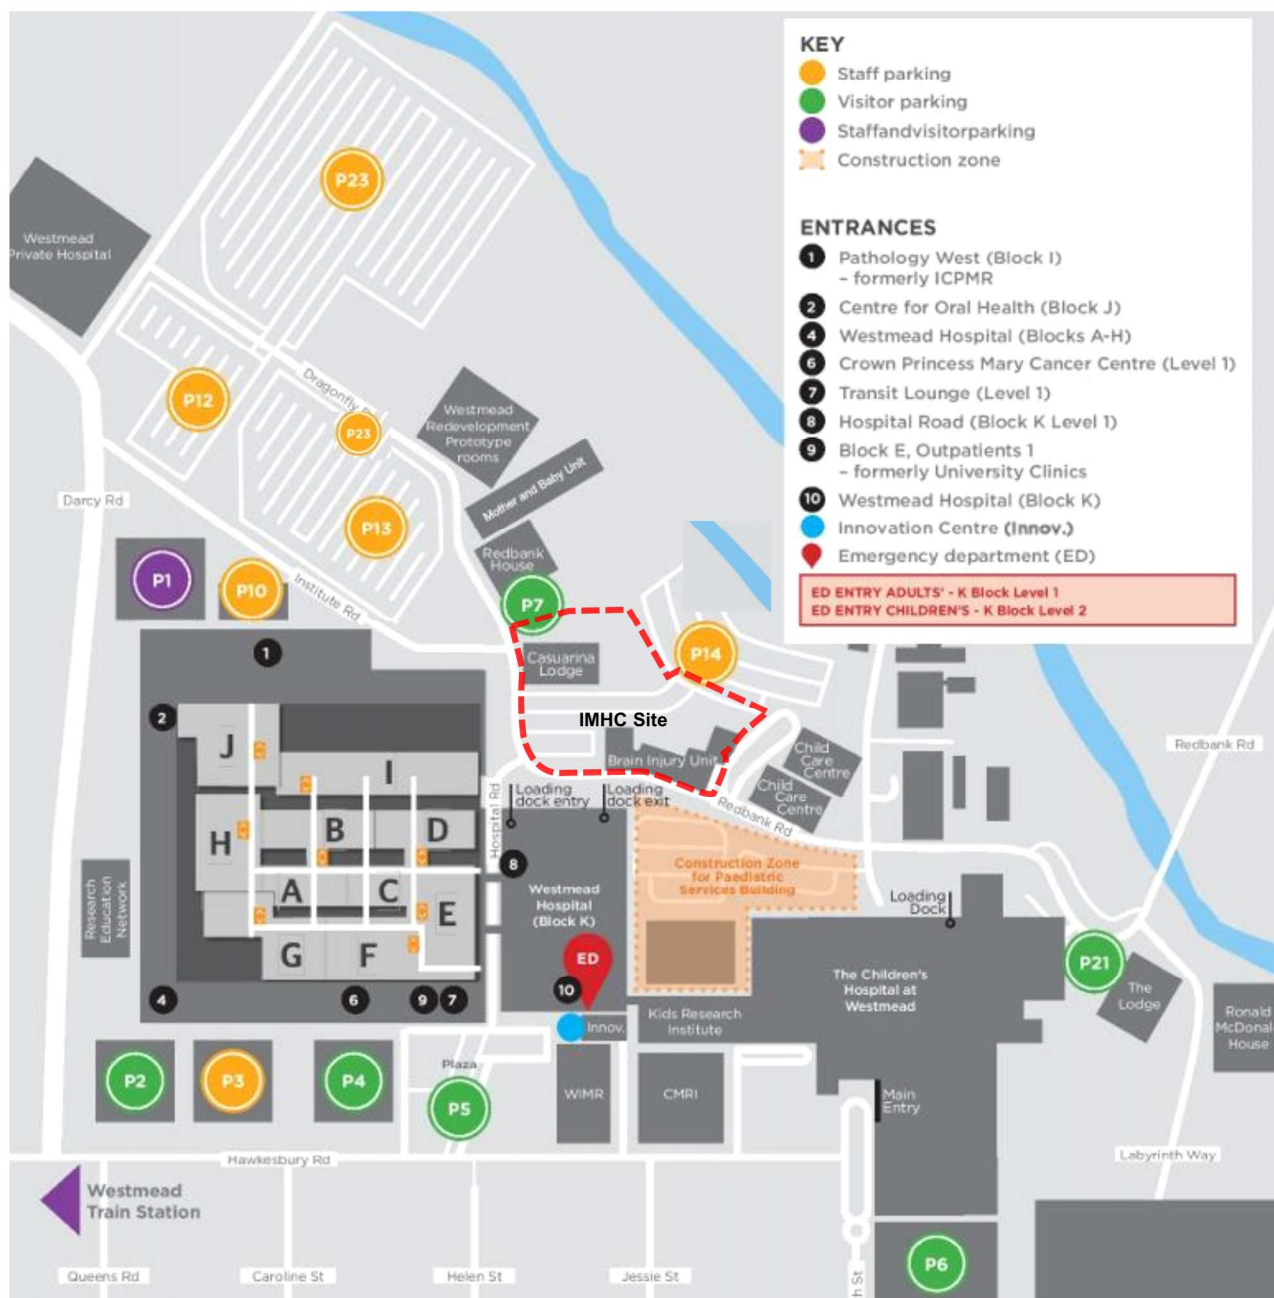 KEY
Staff parking
Visitor parking
Staffandvisitorparking
Construction zone
ENTRANCES
1 Pathology West (Block I)
– formerly ICPMR
2 Centre for Oral Health (Block J)
4 Westmead Hospital (Blocks A-H)
6 Crown Princess Mary Cancer Centre (Level 1)
7 Transit Lounge (Level 1)
8 Hospital Road (Block K Level 1)
9 Block E, Outpatients 1
– formerly University Clinics
10 Westmead Hospital (Block K)
Innovation Centre (Innov.)
Emergency department (ED)
ED ENTRY ADULTS' - K Block Level 1
ED ENTRY CHILDREN'S - K Block Level 2
P23
Westmead
Private Hospital
P12
Dragonfly
P23
Westmead
Redevelopment
Prototype
rooms
Mother and Baby Unit
Darcy Rd
P13
Redbank
House
P1
P10
Institute Rd
P7
P14
1
Casuarina
Lodge
IMHC Site
2
J
I
Brain Injury Unit
Child
Care
Centre
Child
Care
Centre
Redbank Rd
Redbank Rd
Hospital Rd
Loading
dock entry
Loading
dock exit
H
B
D
8
Construction Zone
for Paediatric
Services Building
A
C
E
Westmead
Hospital
(Block K)
Loading
Dock
Research
Education
Network
G
F
ED
10
The Children's
Hospital at
Westmead
P21
The
Lodge
4
6
9
7
Innov.
Kids Research
Institute
Ronald
McDonald
House
P2
P3
P4
Plaza
P5
WIMR
CMRI
Main
Entry
Hawkesbury Rd
Labyrinth Way
Westmead
Train Station
Queens Rd
Caroline St
Helen St
Jessie St
h St
P6